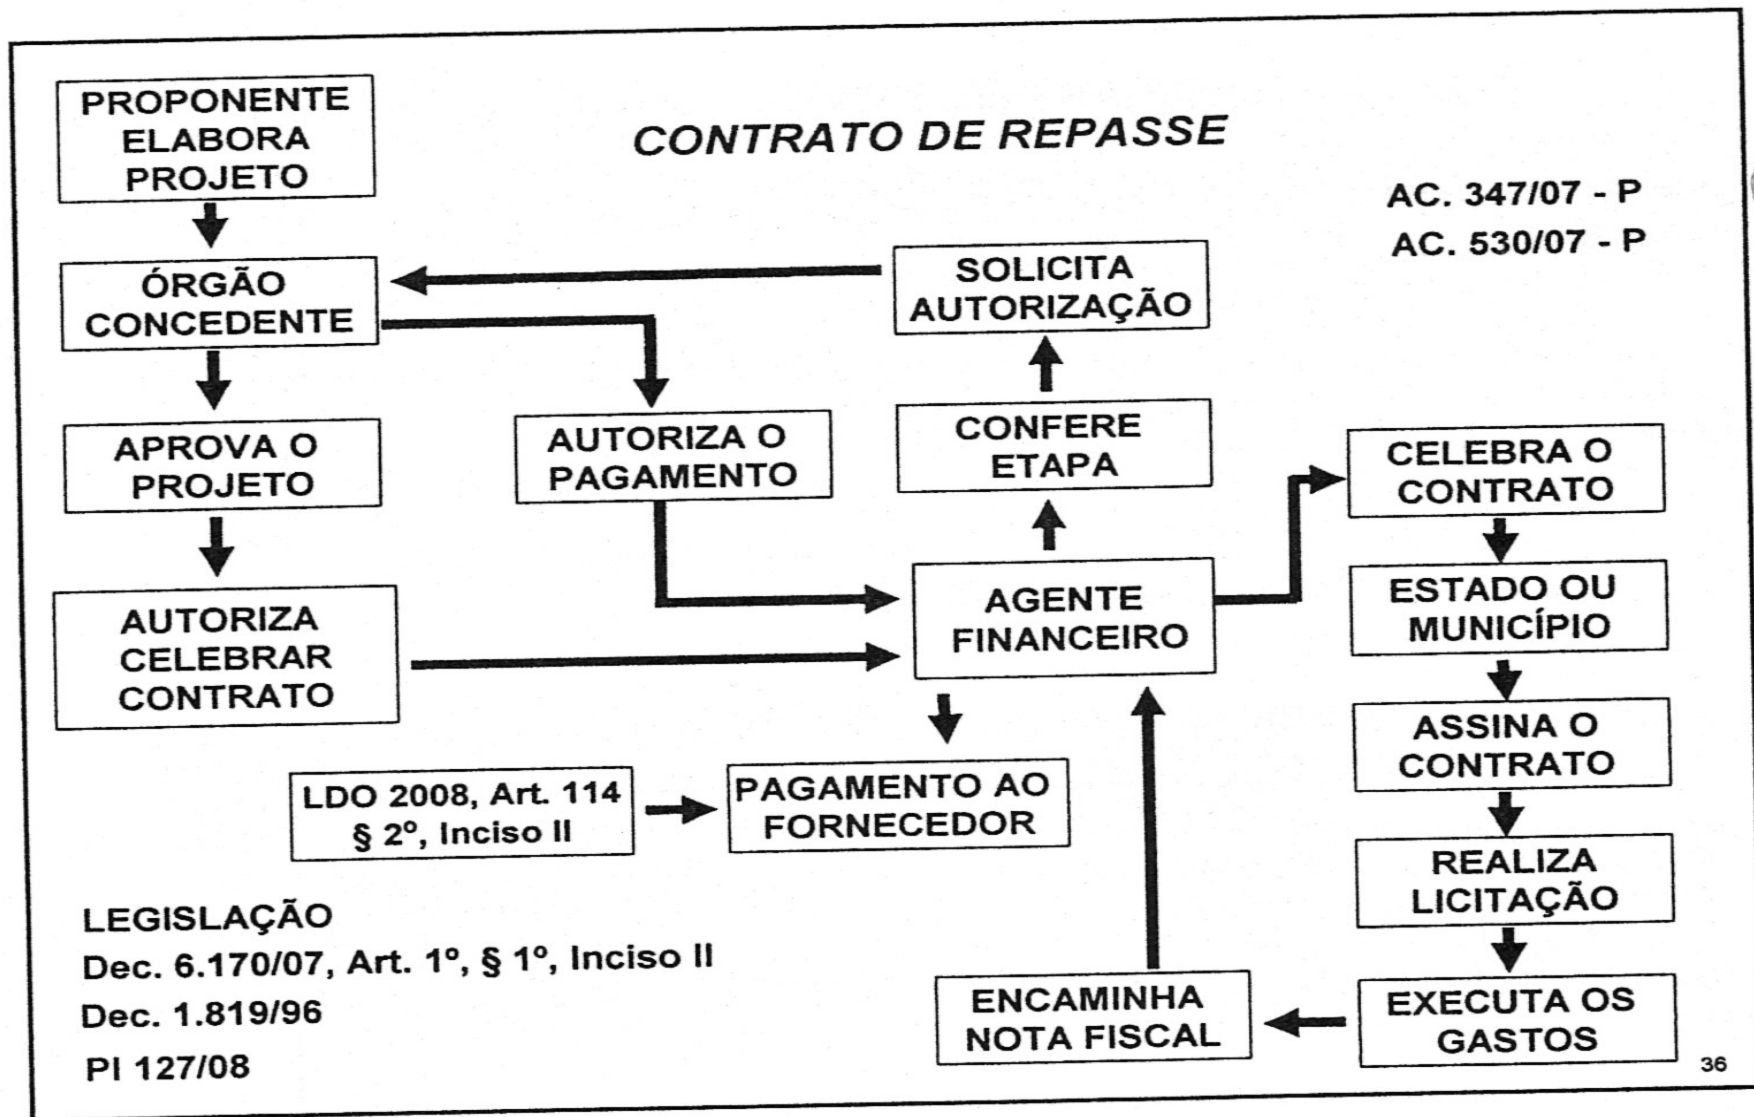 PROPONENTE
ELABORA
PROJETO
CONTRATO DE REPASSE
AC. 347/07 - P
AC. 530/07 - P
ÓRGÃO
CONCEDENTE
SOLICITA
AUTORIZAÇÃO
APROVA O
PROJETO
AUTORIZA O
PAGAMENTO
CONFERE
ETAPA
CELEBRA O
CONTRATO
AUTORIZA
CELEBRAR
CONTRATO
AGENTE
FINANCEIRO
ESTADO OU
MUNICÍPIO
ASSINA O
CONTRATO
LDO 2008, Art. 114
§ 2º, Inciso II
PAGAMENTO AO
FORNECEDOR
REALIZA
LICITAÇÃO
LEGISLAÇÃO
Dec. 6.170/07, Art. 1º, § 1º, Inciso II
Dec. 1.819/96
PI 127/08
ENCAMINHA
NOTA FISCAL
EXECUTA OS
GASTOS
36